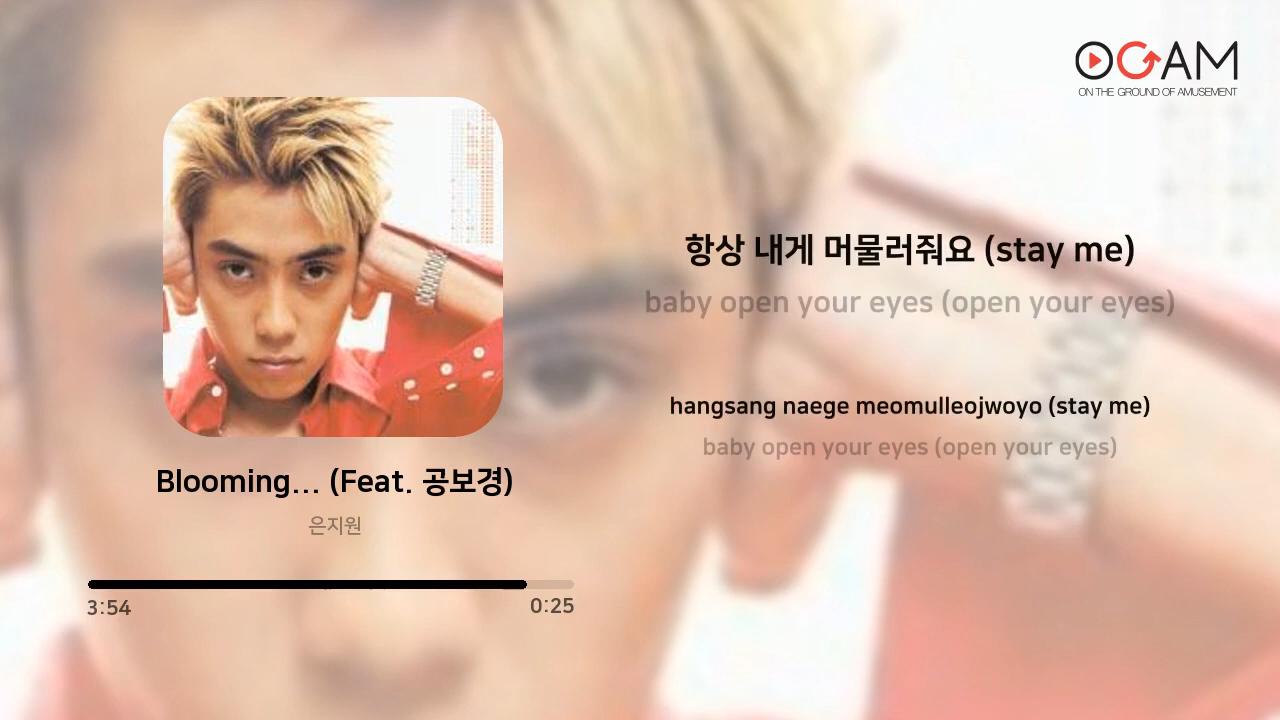 OGAM
ON THE GROUND OF AMUSEMENT
항상 내게 머물러줘요 (stay me)
baby open your eyes (open your eyes)
hangsang naege meomulleojwoyo (stay me)
baby open your eyes (open your eyes)
Blooming... (Feat. 공보경)
은지원
3:54
0:25